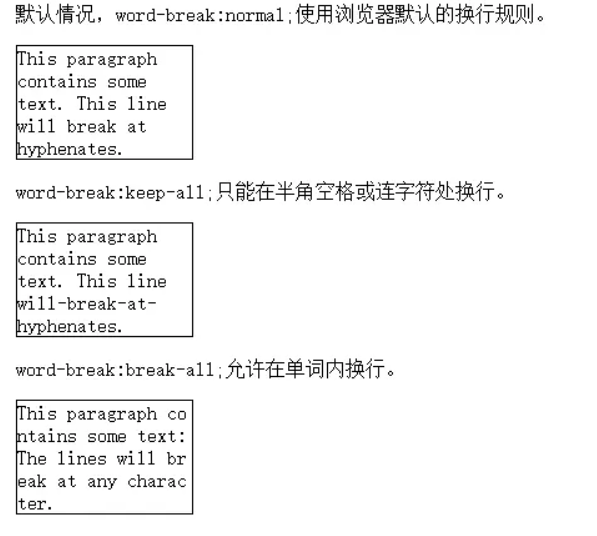 默认情况，word-break:normal;使用浏览器默认的换行规则。
This paragraph
contains some
text. This line
will break at
hyphenates.
word-break:keep-all;只能在半角空格或连字符处换行。
This paragraph
contains some
text. This line
will-break-at-
hyphenates.
word-break:break-all;允许在单词内换行。
This paragraph co
ntains some text:
The lines will br
eak at any charac
ter.